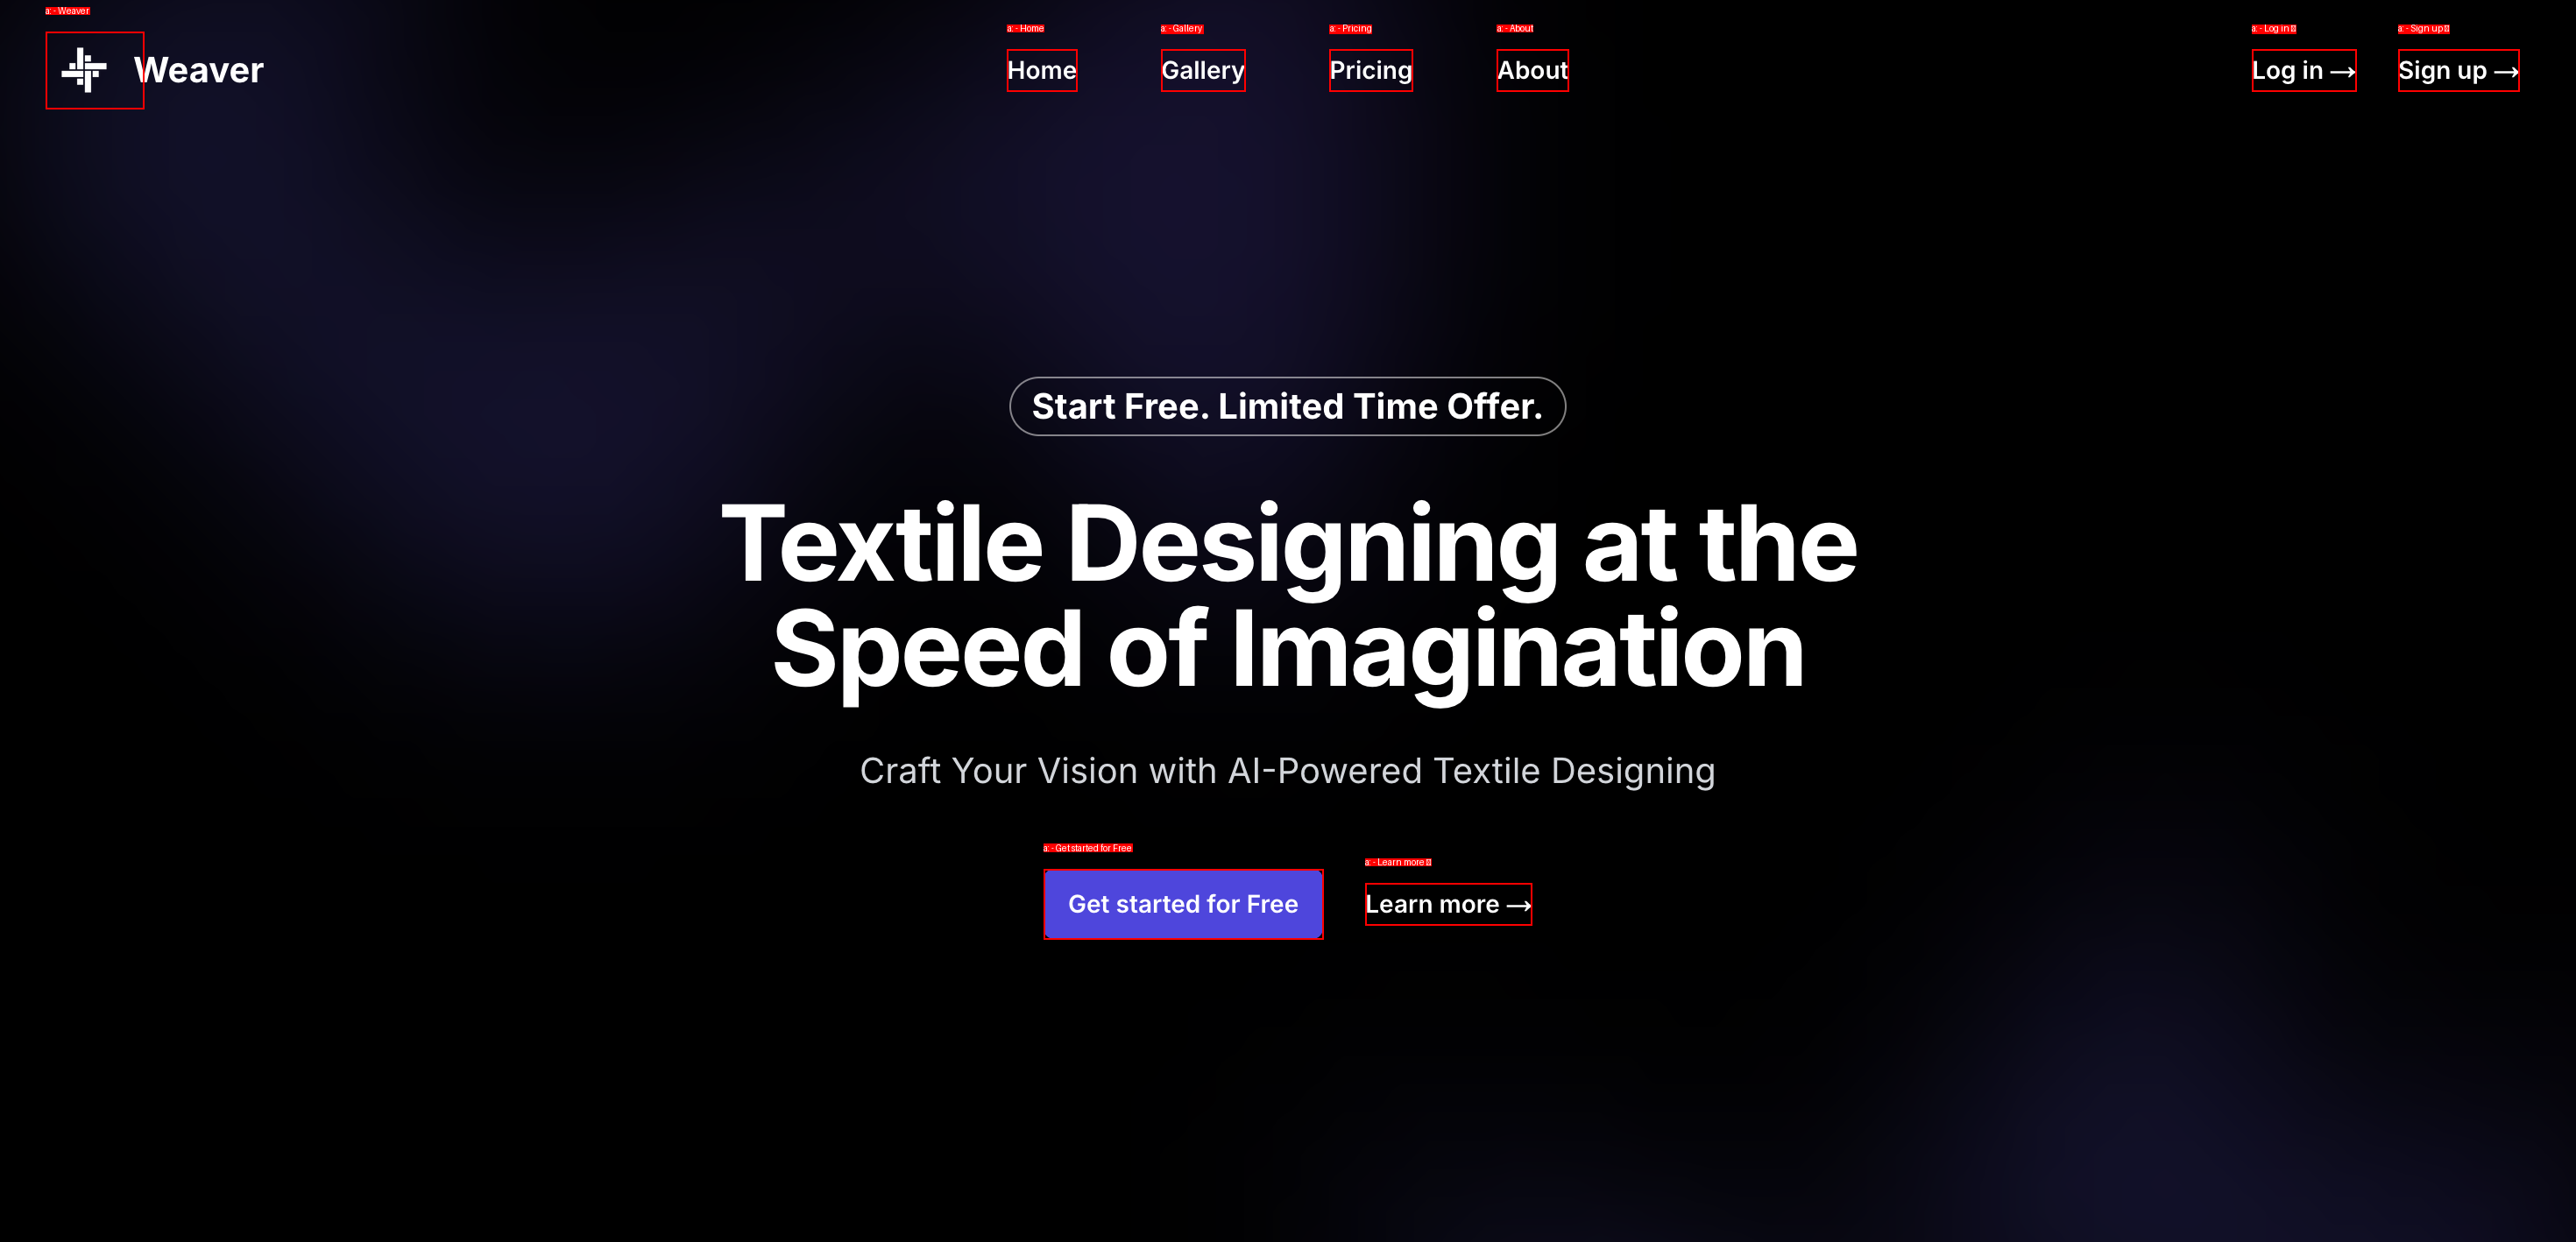 a: - Weaver
a: - Home
a: - Gallery
a: - Pricing
a: - About
a: - Log in
a: - Sign up
Weaver
Home
Gallery
Pricing
About
Log in →
Sign up →
Start Free. Limited Time Offer.
Textile Designing at the
Speed of Imagination
Craft Your Vision with AI-Powered Textile Designing
a: - Get started for Free
a: - Learn more
Get started for Free
Learn more →